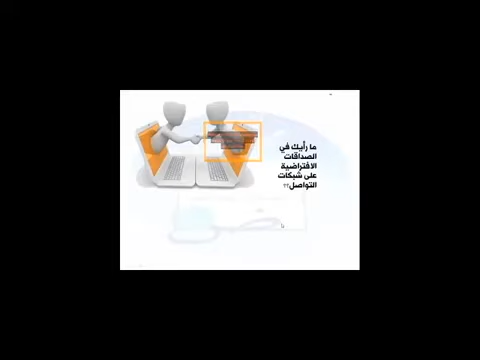 ما رأيك في
الصداقات
الافتراضية
على شبكات
التواصل؟؟